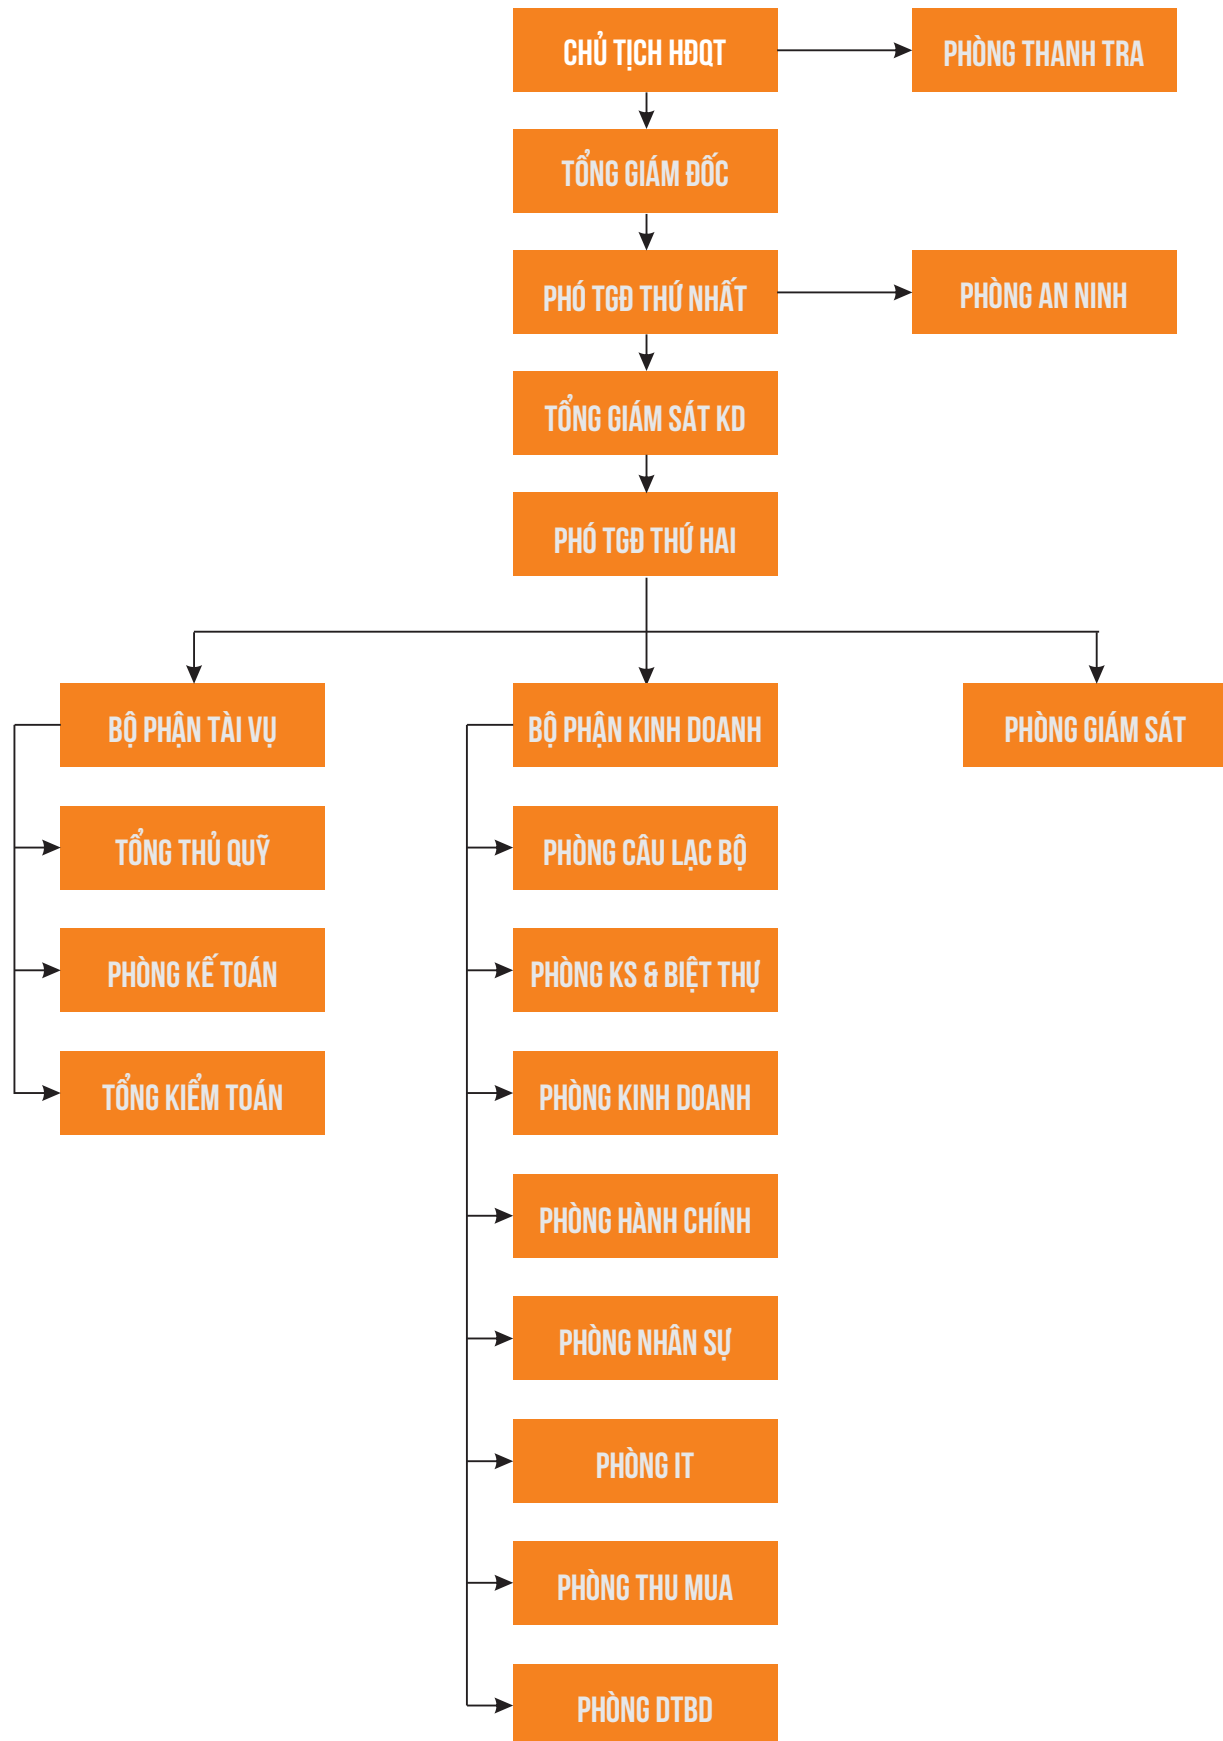 CHỦ TỊCH HĐQT
PHÒNG THANH TRA
TỔNG GIÁM ĐỐC
PHÓ TGĐ THỨ NHẤT
PHÒNG AN NINH
TỔNG GIÁM SÁT KD
PHÓ TGĐ THỨ HAI
BỘ PHẬN TÀI VỤ
BỘ PHẬN KINH DOANH
PHÒNG GIÁM SÁT
TỔNG THỦ QUỸ
PHÒNG KẾ TOÁN
TỔNG KIỂM TOÁN
PHÒNG CÂU LẠC BỘ
PHÒNG KS & BIỆT THỰ
PHÒNG KINH DOANH
PHÒNG HÀNH CHÍNH
PHÒNG NHÂN SỰ
PHÒNG IT
PHÒNG THU MUA
PHÒNG DTBD